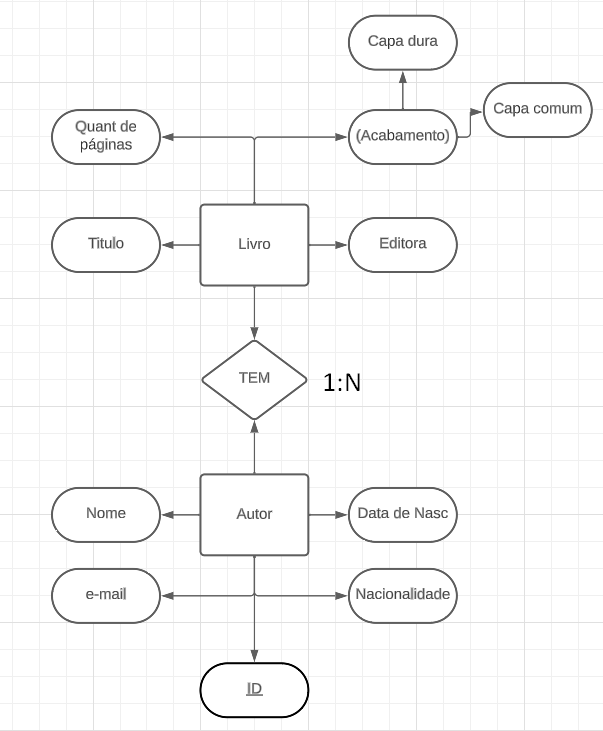 Capa dura
Capa comum
Quant de
páginas
(Acabamento)
Titulo
Livro
Editora
TEM
1:N
Nome
Autor
Data de Nasc
e-mail
Nacionalidade
ID